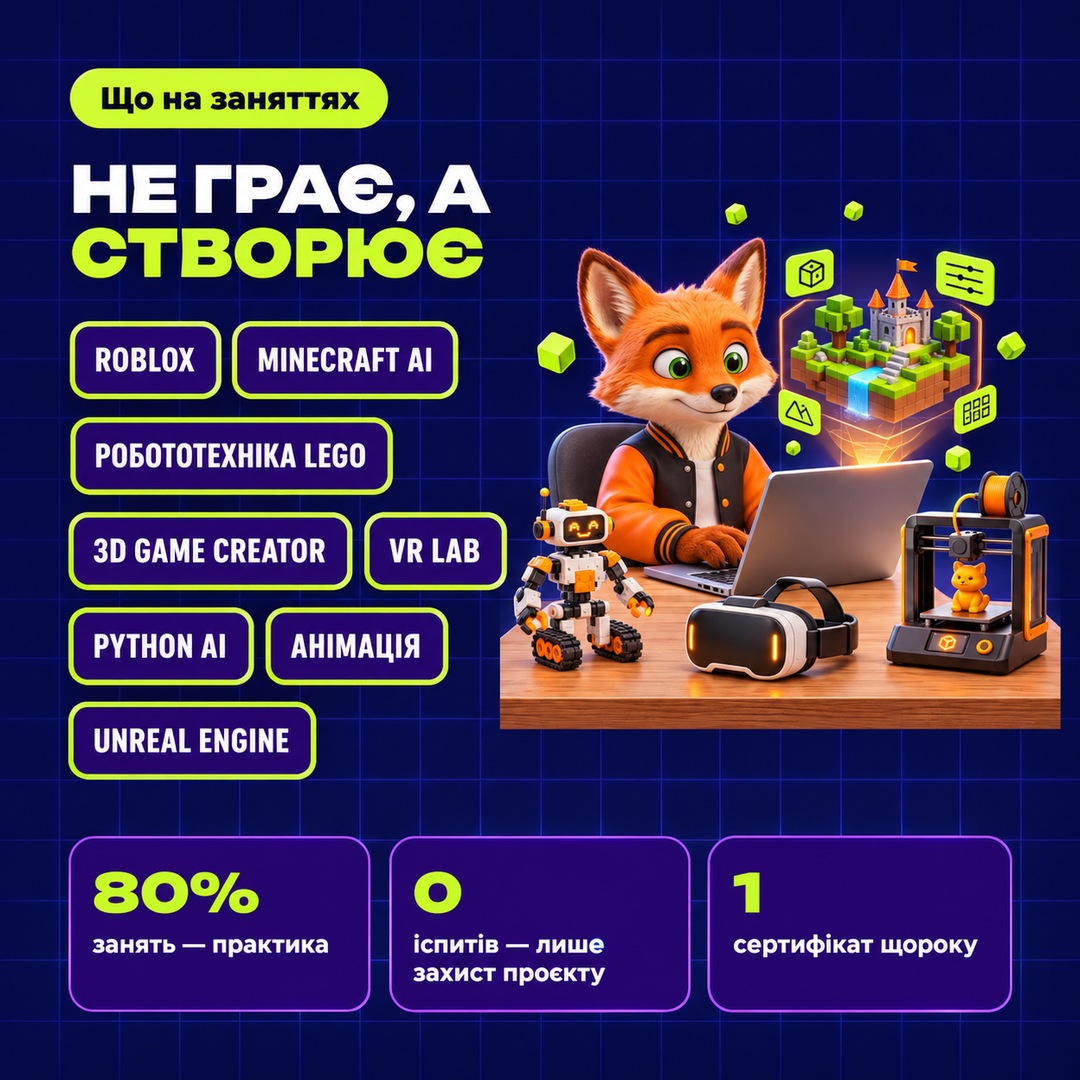 Що на заняттях
НЕ ГРАЄ, А
СТВОРЮЄ
ROBLOX
MINECRAFT AI
РОБОТОТЕХНІКА LEGO
3D GAME CREATOR
VR LAB
PYTHON AI
АНІМАЦІЯ
UNREAL ENGINE
80%
занять — практика
0
іспитів — лише
захист проєкту
1
сертифікат щороку